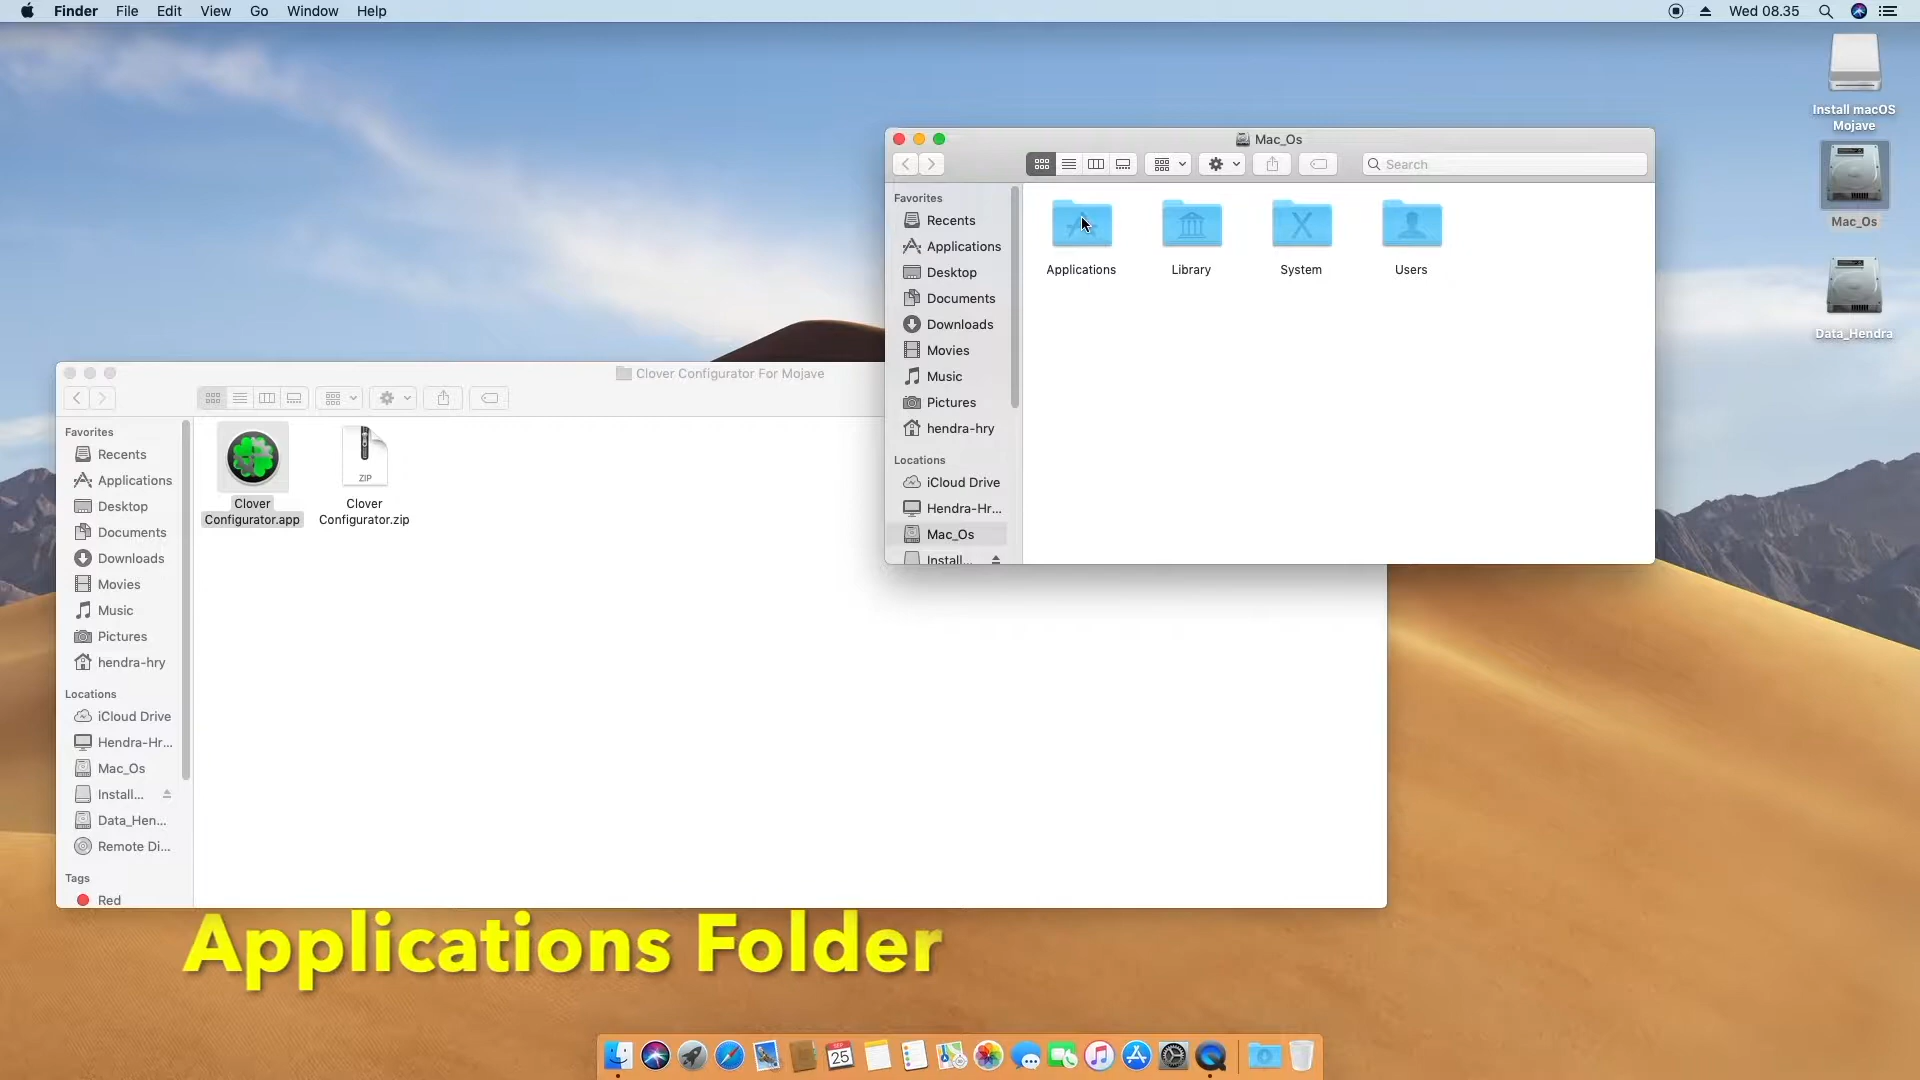 Finder File Edit View Go Window Help
Wed 08.35
Install macOS
Mojave
Mac_Os
Data_Hendra
Mac_Os
Search
Favorites
Recents
Applications
Desktop
Documents
Downloads
Movies
Music
Pictures
hendra-hry
Locations
iCloud Drive
Hendra-Hr...
Mac_Os
Install...
Applications
Library
System
Users
Clover Configurator For Mojave
Favorites
Recents
Applications
Desktop
Documents
Downloads
Movies
Music
Pictures
hendra-hry
Locations
iCloud Drive
Hendra-Hr...
Mac_Os
Install...
Data_Hen...
Remote Di...
Tags
Red
Clover
Configurator.app
ZIP
Clover
Configurator.zip
Applications Folder
SEP
25